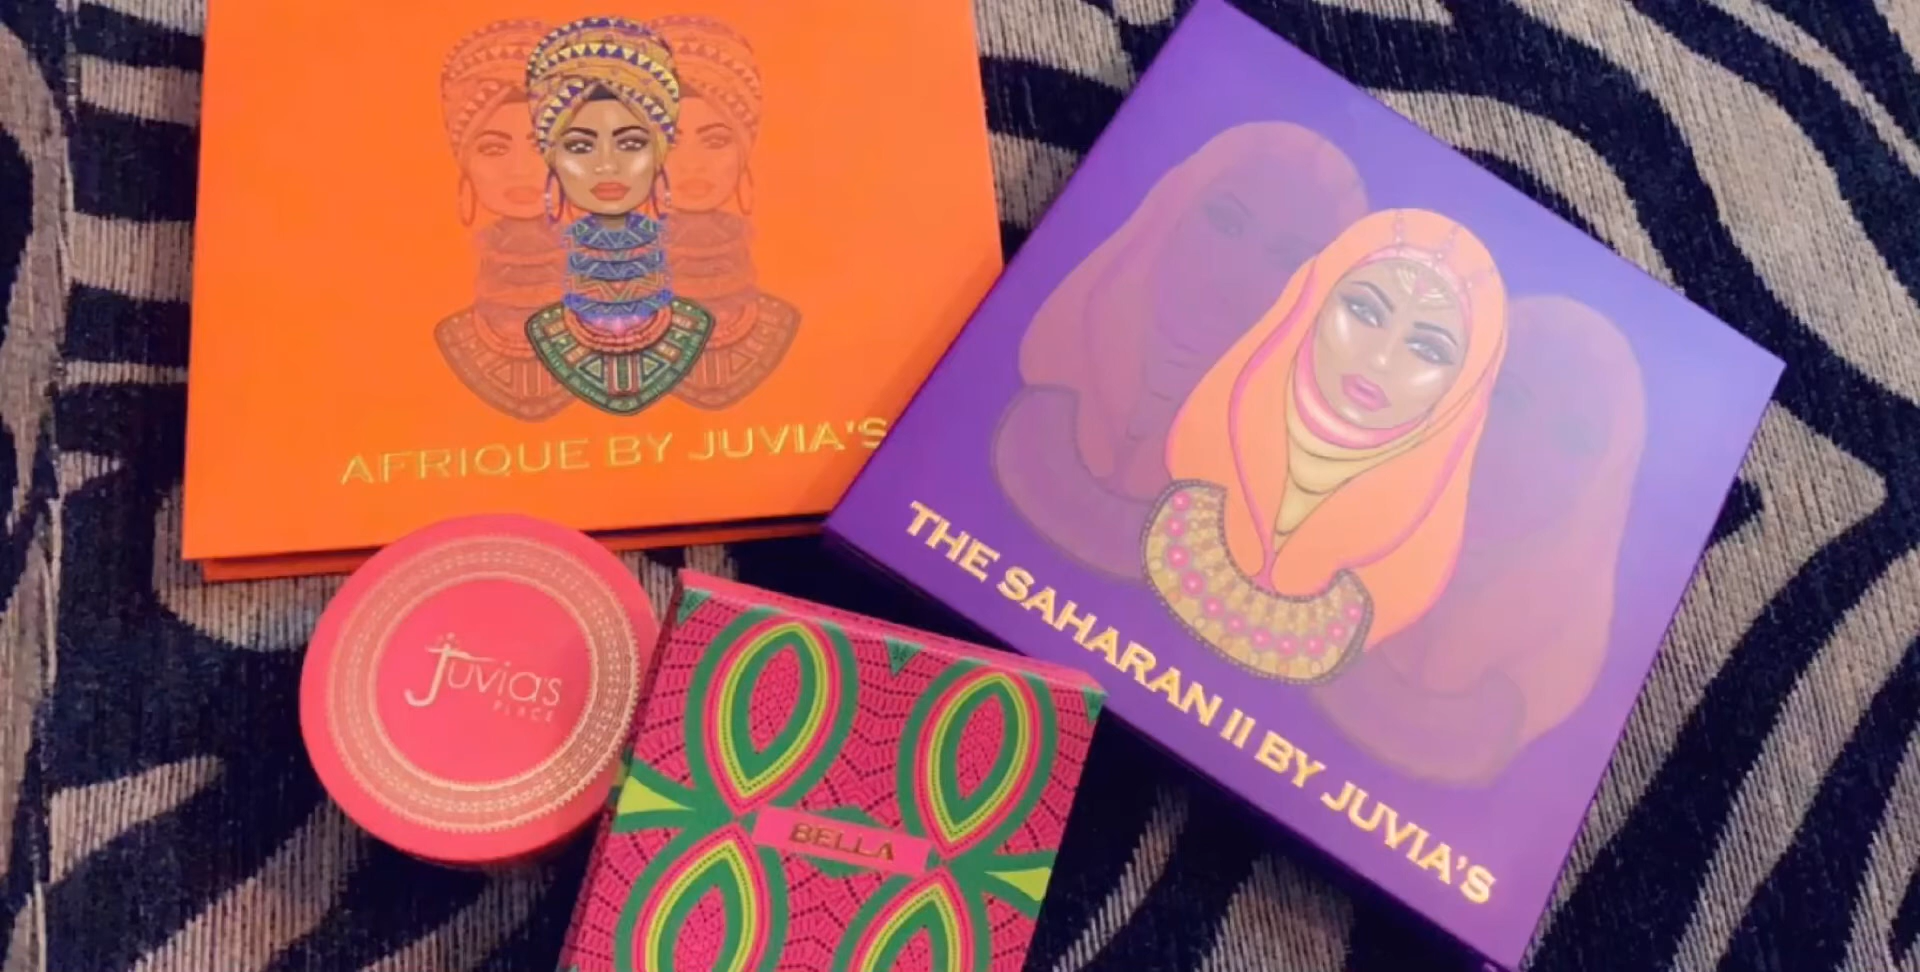 AFRIQUE BY JUVIA'S
THE SAHARAN II BY JUVIA'S
Juvia's
PLACE
BELLA